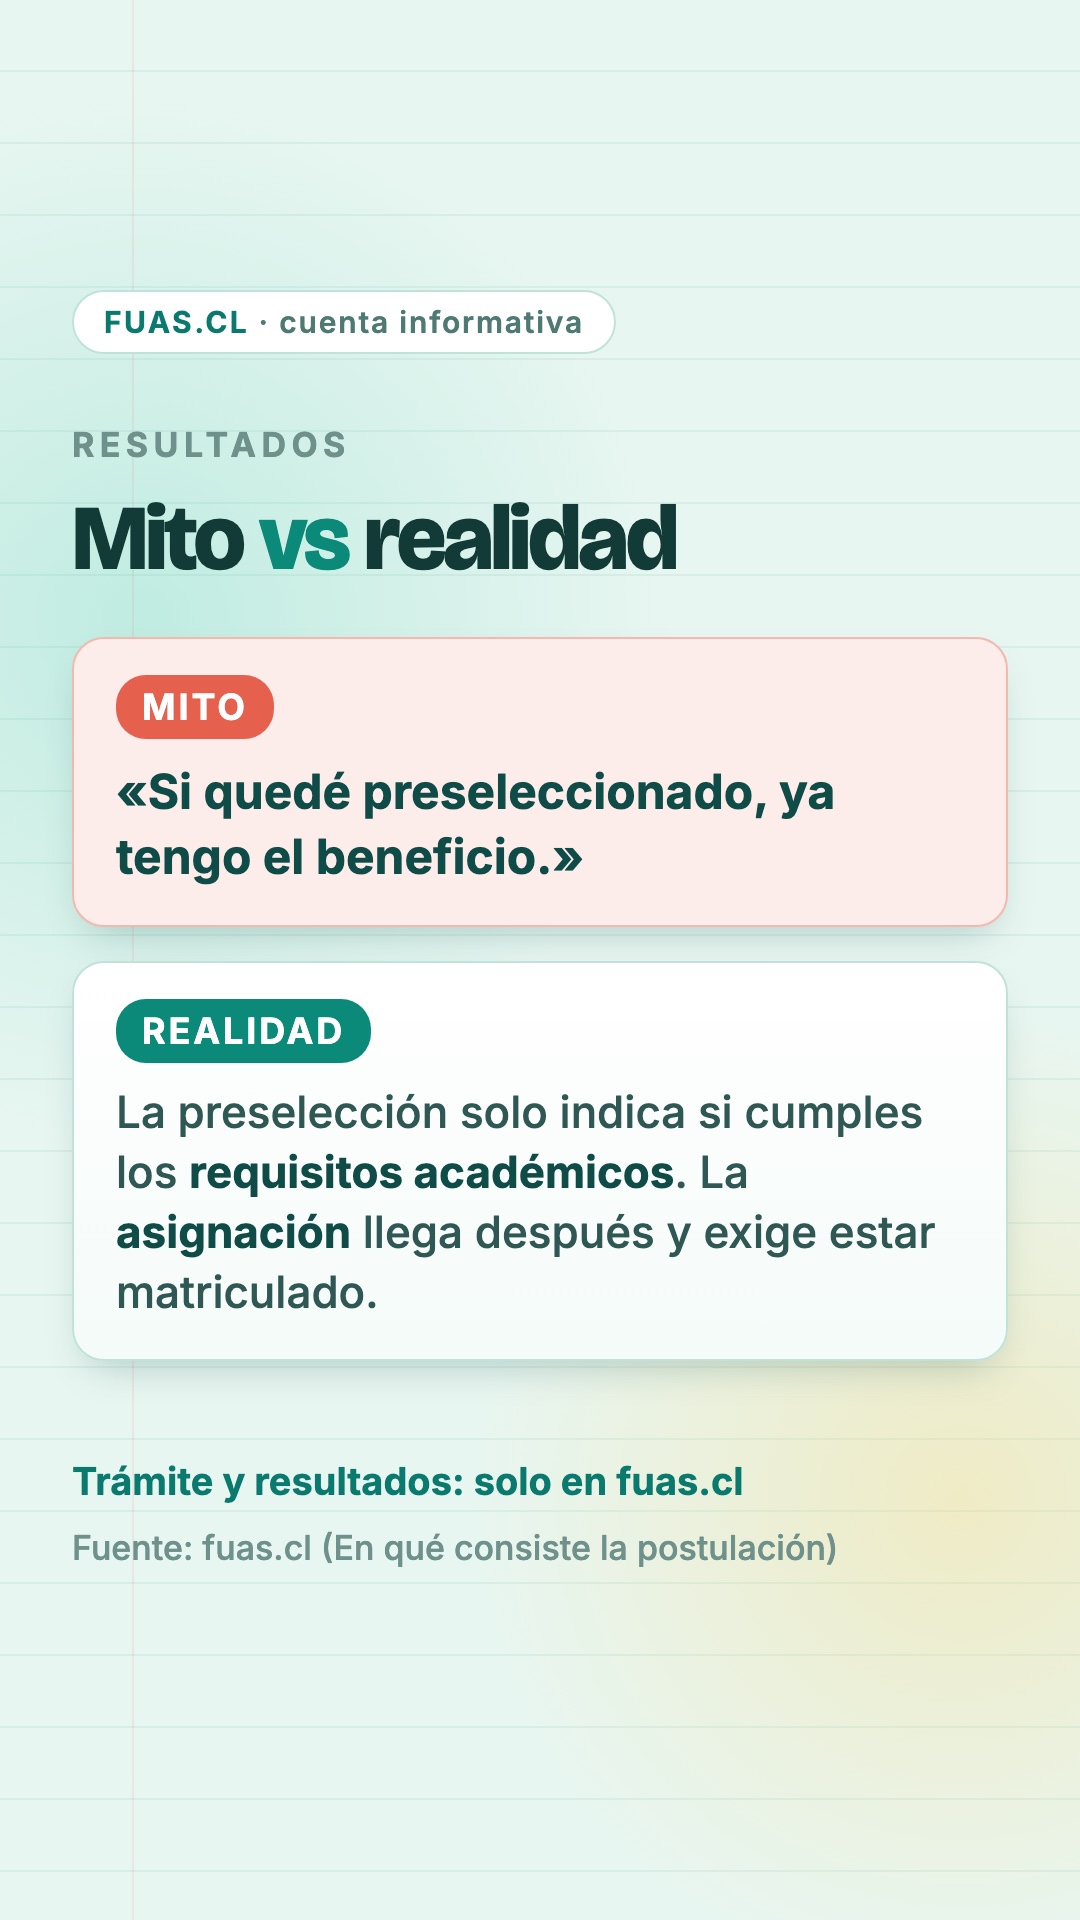 FUAS.CL · cuenta informativa
RESULTADOS
Mito vs realidad
MITO
«Si quedé preseleccionado, ya
tengo el beneficio.»
REALIDAD
La preselección solo indica si cumples
los requisitos académicos. La
asignación llega después y exige estar
matriculado.
Trámite y resultados: solo en fuas.cl
Fuente: fuas.cl (En qué consiste la postulación)